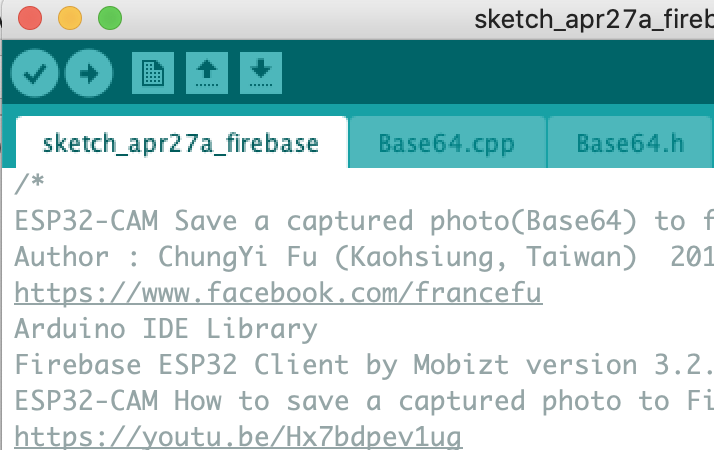 sketch_apr27a_fireb
sketch_apr27a_firebase Base64.cpp Base64.h
/*
ESP32-CAM Save a captured photo(Base64) to f
Author : ChungYi Fu (Kaohsiung, Taiwan)  201
https://www.facebook.com/francefu
Arduino IDE Library
Firebase ESP32 Client by Mobizt version 3.2.
ESP32-CAM How to save a captured photo to Fi
https://youtu.be/Hx7bdpev1ug